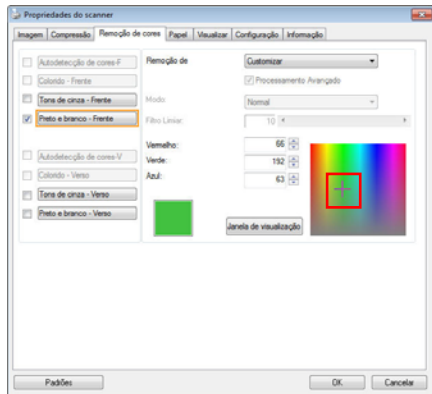 Propriedades do scanner
Imagem Compressão Remoção de cores Papel Visualizar Configuração Informação
Autodetecção de cores-F
Colorido - Frente
Tons de cinza - Frente
Preto e branco - Frente
Autodetecção de cores-V
Colorido - Verso
Tons de cinza - Verso
Preto e branco - Verso
Remoção de Customizar
Processamento Avançado
Modo Normal
Filtro Limiar: 10
Vermelho: 66
Verde: 192
Azul: 63
Janela de visualização
Padões OK Cancelar